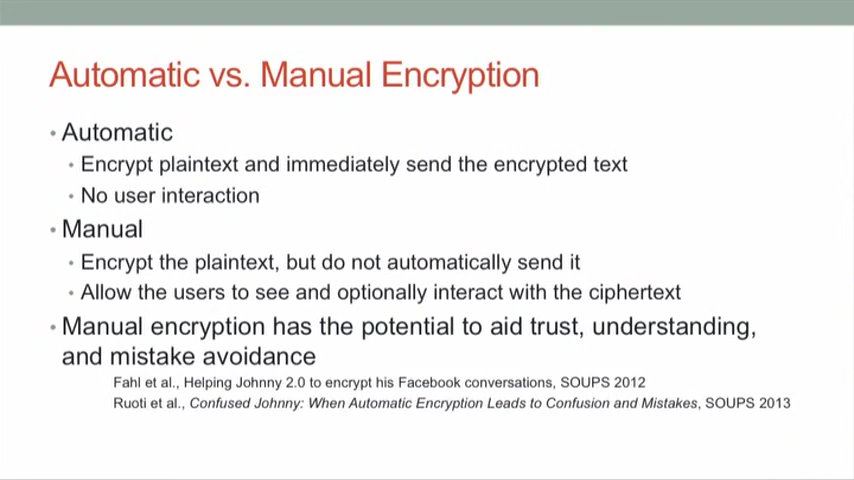 Automatic vs. Manual Encryption
• Automatic
• Encrypt plaintext and immediately send the encrypted text
• No user interaction
• Manual
• Encrypt the plaintext, but do not automatically send it
• Allow the users to see and optionally interact with the ciphertext
• Manual encryption has the potential to aid trust, understanding,
and mistake avoidance
Fahl et al., Helping Johnny 2.0 to encrypt his Facebook conversations, SOUPS 2012
Ruoti et al., Confused Johnny: When Automatic Encryption Leads to Confusion and Mistakes, SOUPS 2013